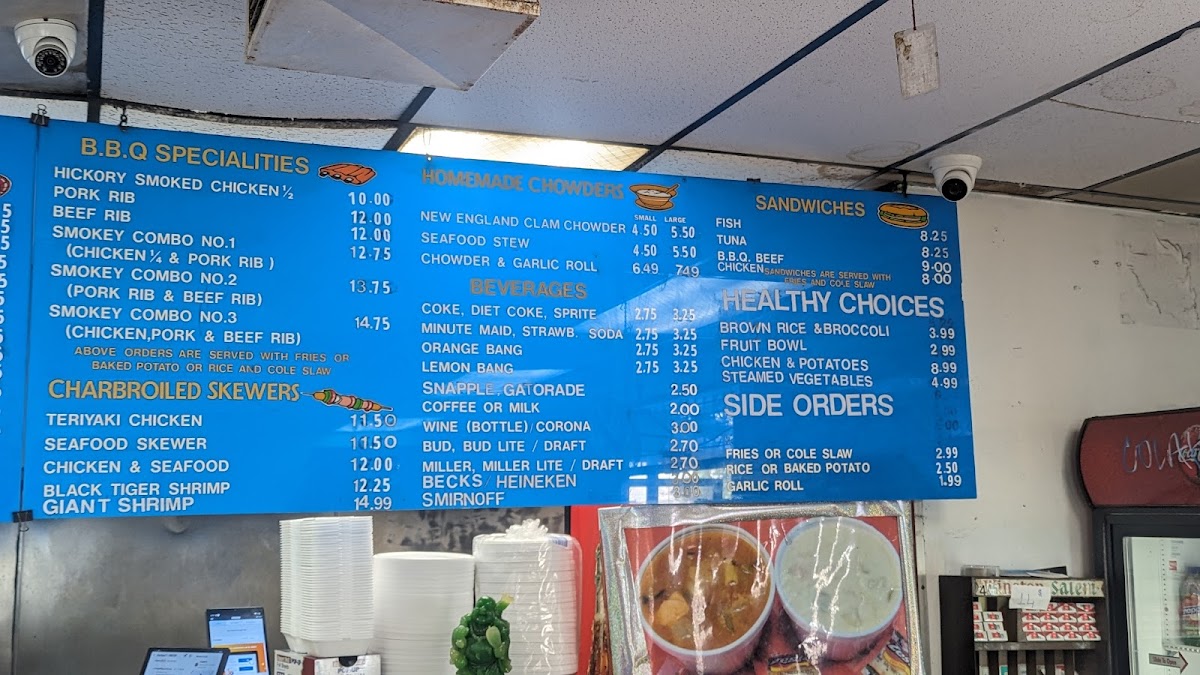 B.B.Q SPECIALITIES
HICKORY SMOKED CHICKEN ½ 10.00
PORK RIB 12.00
BEEF RIB 12.00
SMOKEY COMBO NO.1 12.75
(CHICKEN ¼ & PORK RIB )
SMOKEY COMBO NO.2 13.75
(PORK RIB & BEEF RIB)
SMOKEY COMBO NO.3 14.75
(CHICKEN,PORK & BEEF RIB)
ABOVE ORDERS ARE SERVED WITH FRIES OR
BAKED POTATO OR RICE AND COLE SLAW
CHARBROILED SKEWERS
TERIYAKI CHICKEN 11.50
SEAFOOD SKEWER 11.50
CHICKEN & SEAFOOD 12.00
BLACK TIGER SHRIMP 12.25
GIANT SHRIMP 14.99
HOMEMADE CHOWDERS
SMALL LARGE
NEW ENGLAND CLAM CHOWDER 4.50 5.50
SEAFOOD STEW 4.50 5.50
CHOWDER & GARLIC ROLL 6.49 749
BEVERAGES
COKE, DIET COKE, SPRITE 2.75 3.25
MINUTE MAID, STRAWB. SODA 2.75 3.25
ORANGE BANG 2.75 3.25
LEMON BANG 2.75 3.25
SNAPPLE, GATORADE 2.50
COFFEE OR MILK 2.00
WINE (BOTTLE) / CORONA 3.00
BUD, BUD LITE / DRAFT 2.70
MILLER, MILLER LITE / DRAFT 2.70
BECKS / HEINEKEN
SMIRNOFF
SANDWICHES
FISH 8.25
TUNA 8.25
B.B.Q. BEEF 9.00
CHICKEN 8.00
SANDWICHES ARE SERVED WITH
FRIES AND COLE SLAW
HEALTHY CHOICES
BROWN RICE &BROCCOLI 3.99
FRUIT BOWL 2 99
CHICKEN & POTATOES 8.99
STEAMED VEGETABLES 4.99
SIDE ORDERS
FRIES OR COLE SLAW 2.99
RICE OR BAKED POTATO 2.50
GARLIC ROLL 1.99
Salem